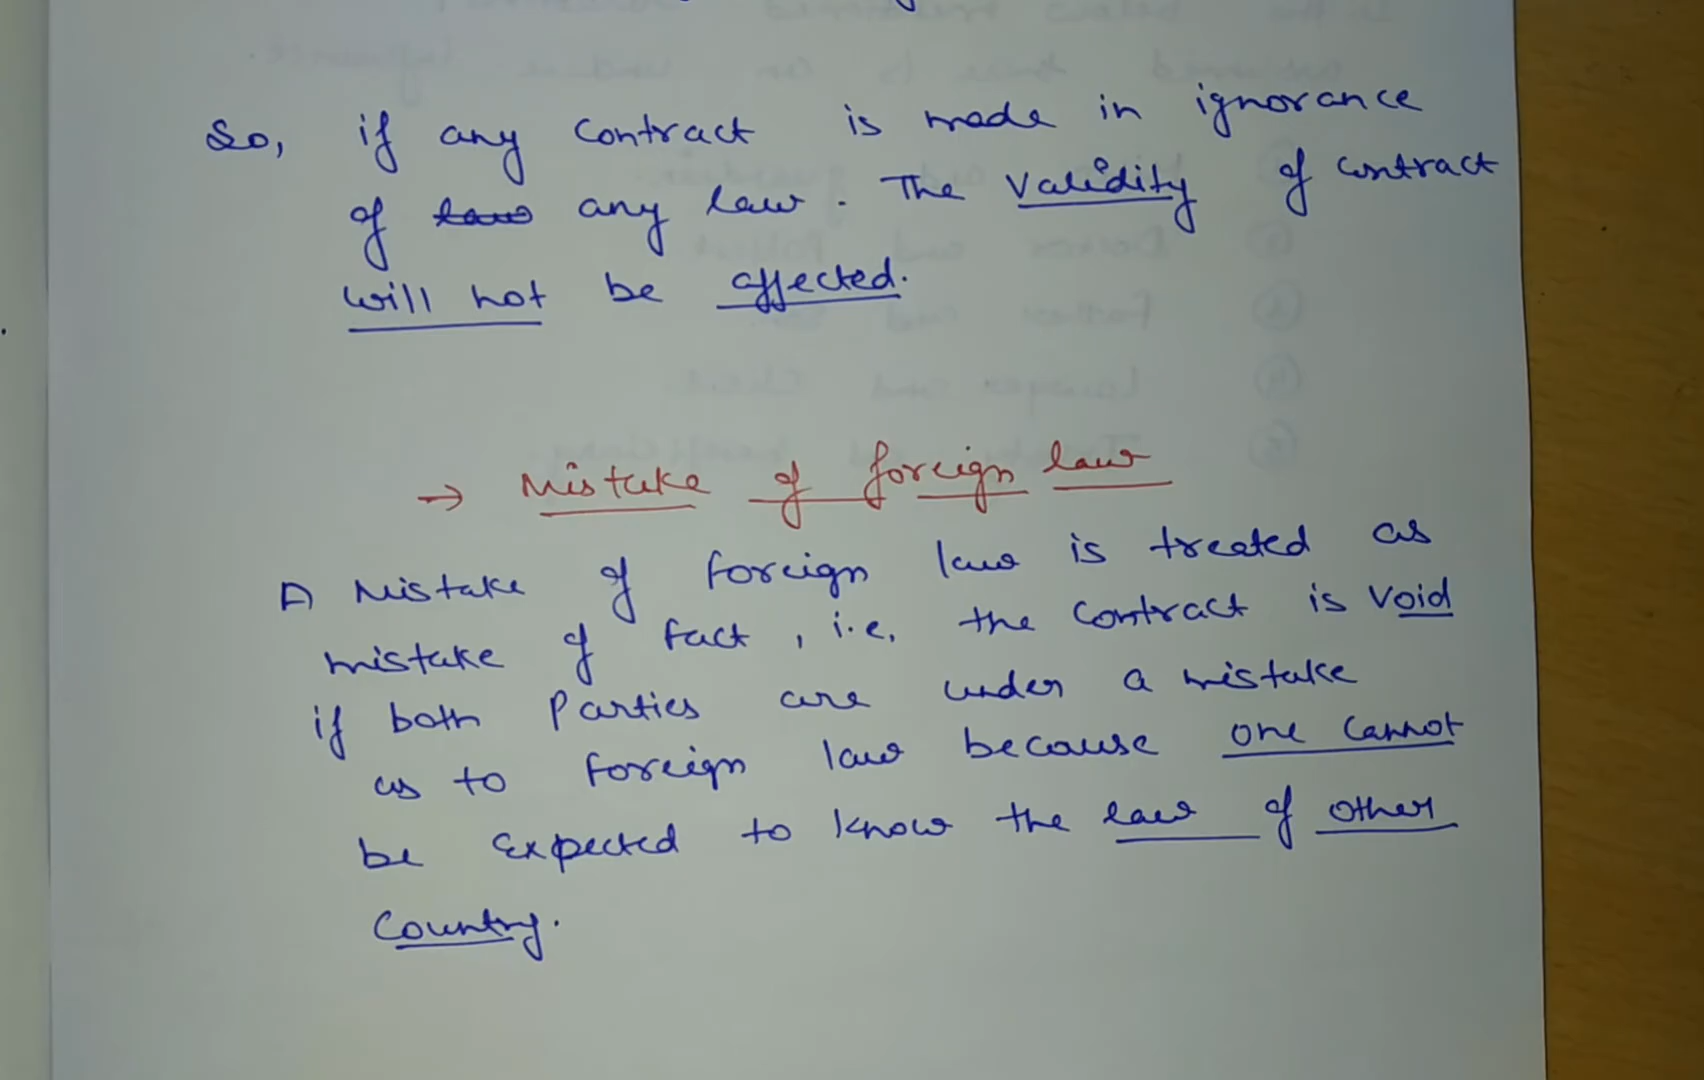 So, if any contract is made in ignorance
of law any law. The validity of contract
will not be affected.
→ Mistake of foreign law
A Mistake of foreign law is treated as
mistake of fact, i.e. the contract is void
if both Parties are under a mistake
as to foreign law because one cannot
be expected to know the law of other
Country.